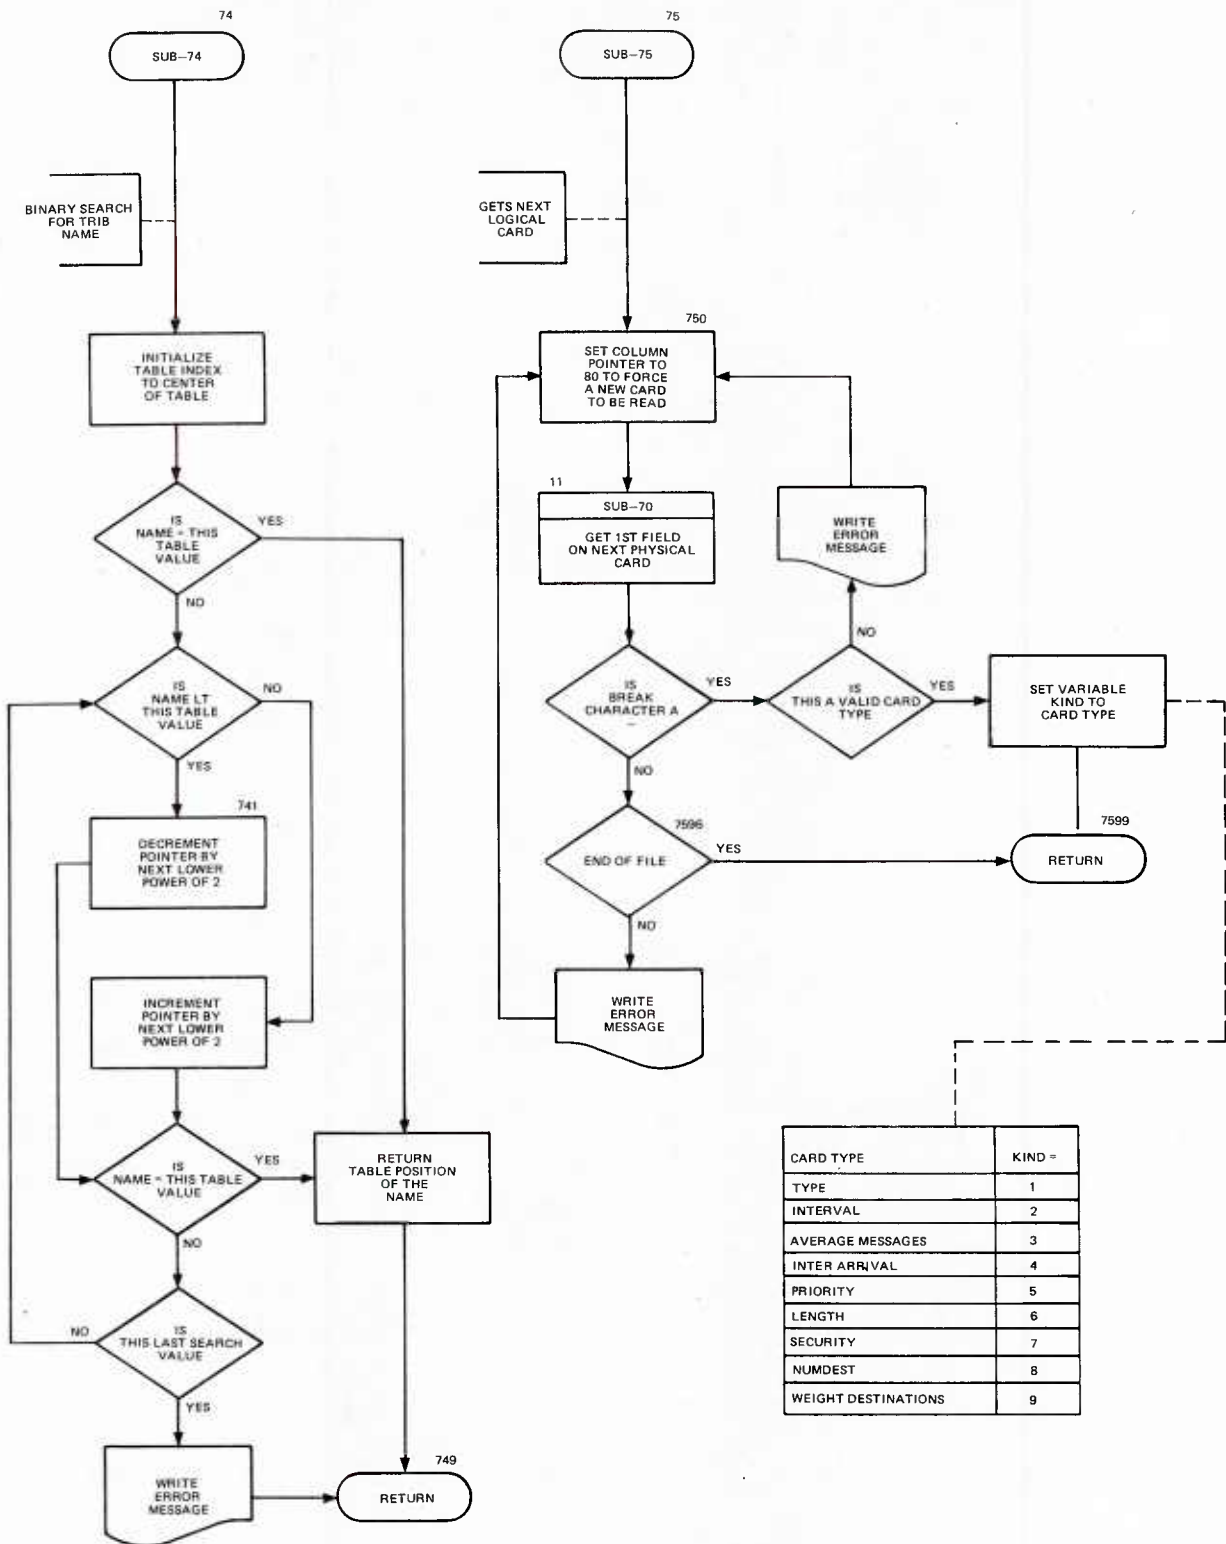 74
SUB–74
BINARY SEARCH
FOR TRIB
NAME
INITIALIZE
TABLE INDEX
TO CENTER
OF TABLE
IS
NAME = THIS
TABLE
VALUE
YES
NO
IS
NAME LT
THIS TABLE
VALUE
NO
YES
741
DECREMENT
POINTER BY
NEXT LOWER
POWER OF 2
INCREMENT
POINTER BY
NEXT LOWER
POWER OF 2
IS
NAME = THIS TABLE
VALUE
YES
NO
RETURN
TABLE POSITION
OF THE
NAME
IS
THIS LAST SEARCH
VALUE
NO
YES
WRITE
ERROR
MESSAGE
749
RETURN
75
SUB–75
GETS NEXT
LOGICAL
CARD
750
SET COLUMN
POINTER TO
80 TO FORCE
A NEW CARD
TO BE READ
11
SUB–70
GET 1ST FIELD
ON NEXT PHYSICAL
CARD
WRITE
ERROR
MESSAGE
NO
IS
BREAK
CHARACTER A
–
YES
NO
IS
THIS A VALID CARD
TYPE
YES
SET VARIABLE
KIND TO
CARD TYPE
7596
END OF FILE
YES
NO
7599
RETURN
WRITE
ERROR
MESSAGE
CARD TYPE KIND =
TYPE 1
INTERVAL 2
AVERAGE MESSAGES 3
INTER ARRIVAL 4
PRIORITY 5
LENGTH 6
SECURITY 7
NUMDEST 8
WEIGHT DESTINATIONS 9